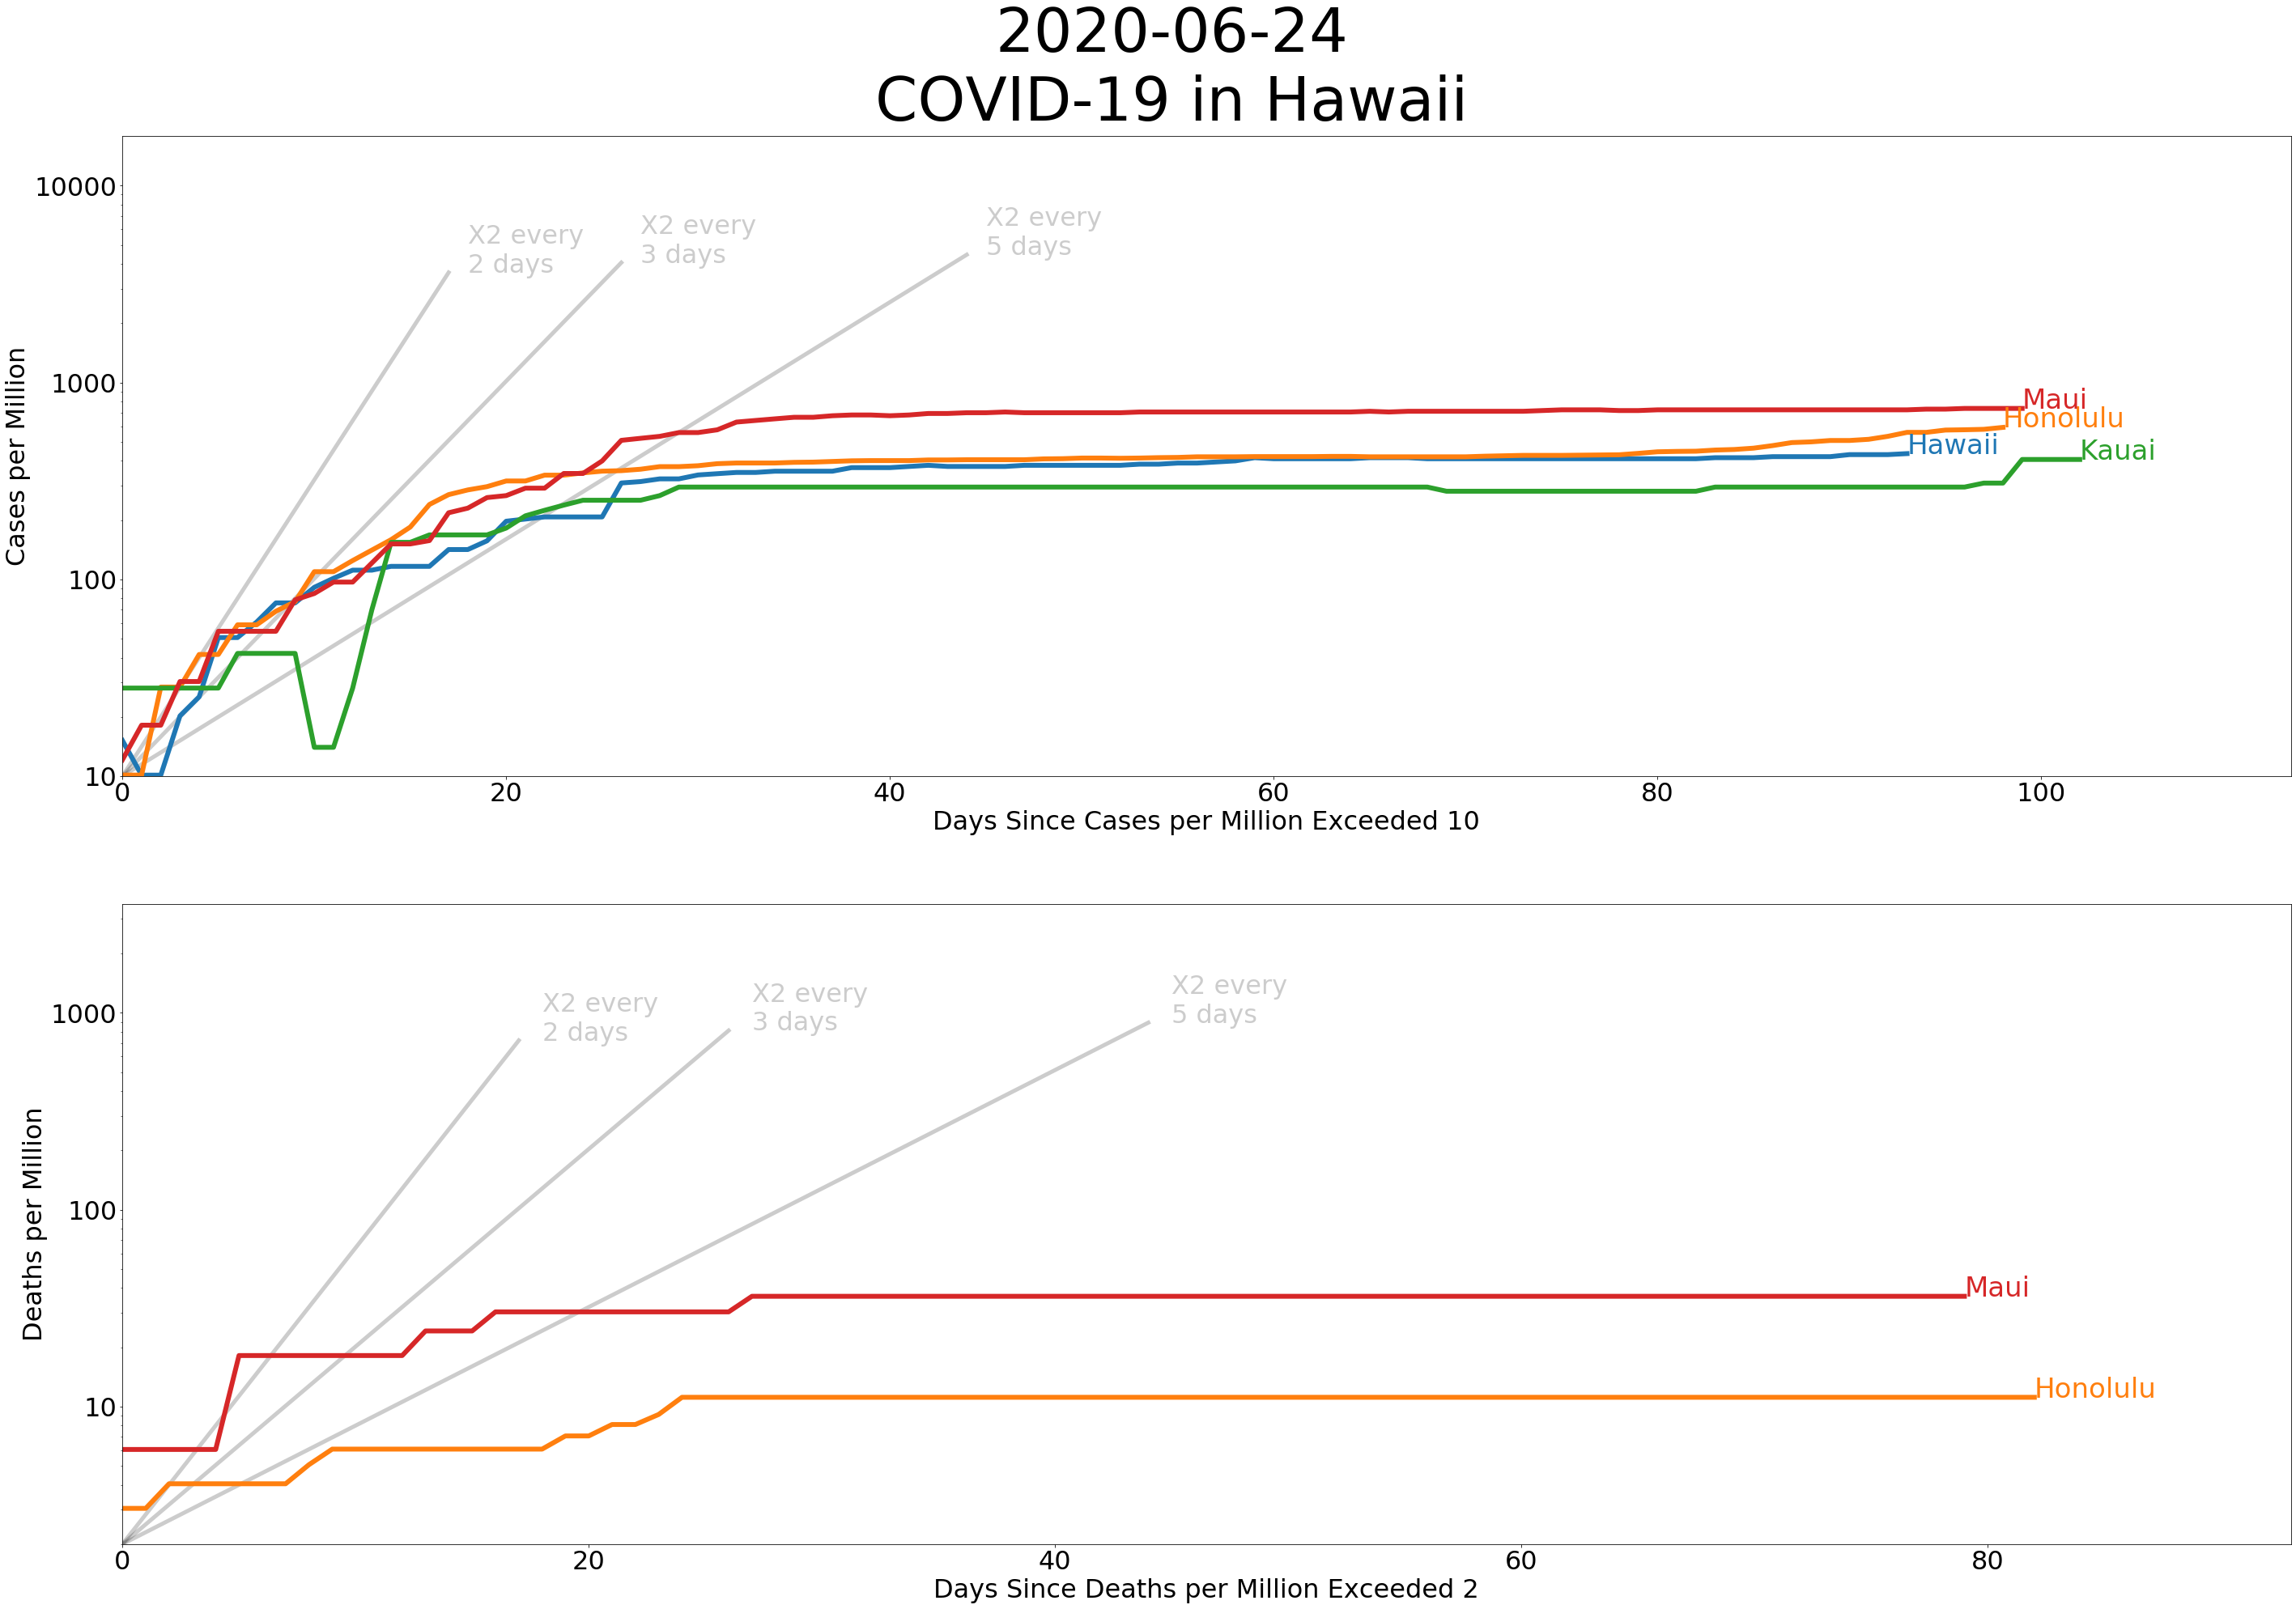 2020-06-24
COVID-19 in Hawaii
10000
1000
100
10
Cases per Million
X2 every
2 days
X2 every
3 days
X2 every
5 days
Maui
Honolulu
Hawaii
Kauai
0
20
40
60
80
100
Days Since Cases per Million Exceeded 10
1000
100
10
Deaths per Million
X2 every
2 days
X2 every
3 days
X2 every
5 days
Maui
Honolulu
0
20
40
60
80
Days Since Deaths per Million Exceeded 2